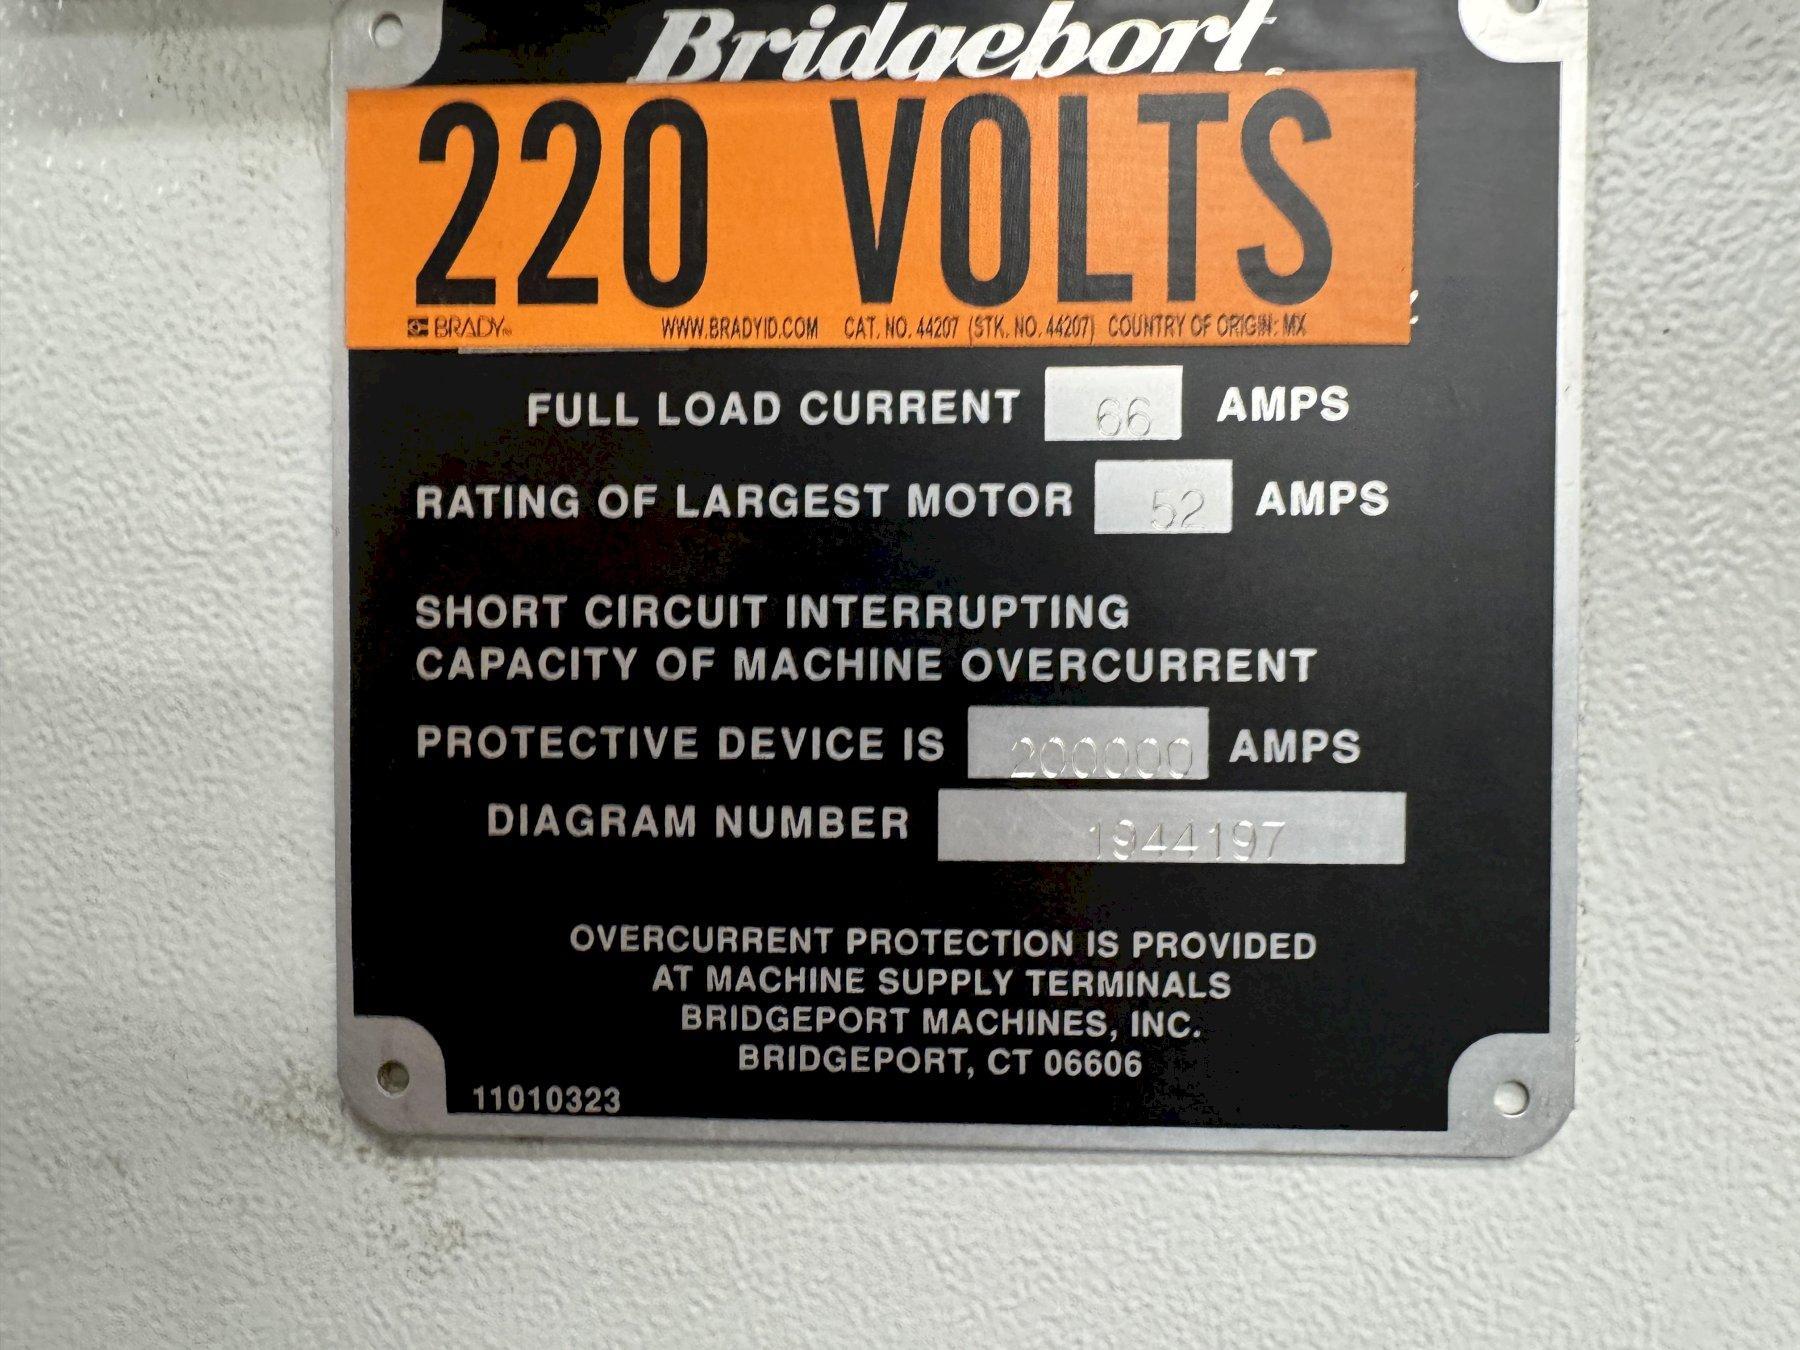 Bridgeport
220 VOLTS
BRADY WWW.BRADYID.COM CAT. NO. 44207 (STK. NO. 44207) COUNTRY OF ORIGIN: MX
FULL LOAD CURRENT 66 AMPS
RATING OF LARGEST MOTOR 52 AMPS
SHORT CIRCUIT INTERRUPTING
CAPACITY OF MACHINE OVERCURRENT
PROTECTIVE DEVICE IS 200000 AMPS
DIAGRAM NUMBER 1944197
OVERCURRENT PROTECTION IS PROVIDED
AT MACHINE SUPPLY TERMINALS
BRIDGEPORT MACHINES, INC.
BRIDGEPORT, CT 06606
11010323